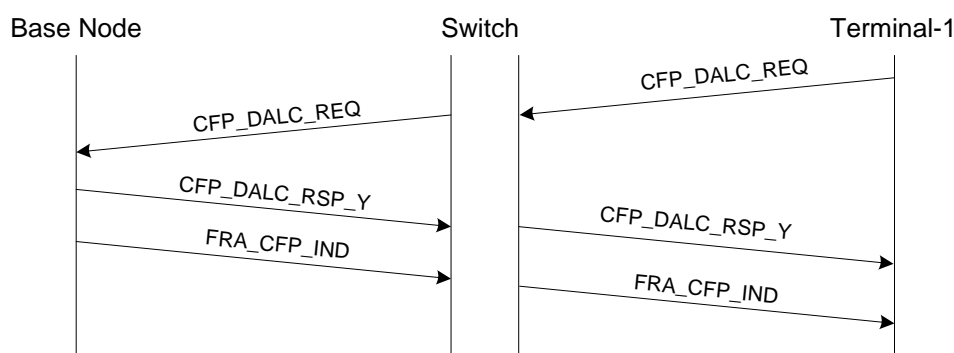 Base Node
Switch
Terminal-1
CFP_DALC_REQ
CFP_DALC_REQ
CFP_DALC_RSP_Y
CFP_DALC_RSP_Y
FRA_CFP_IND
FRA_CFP_IND